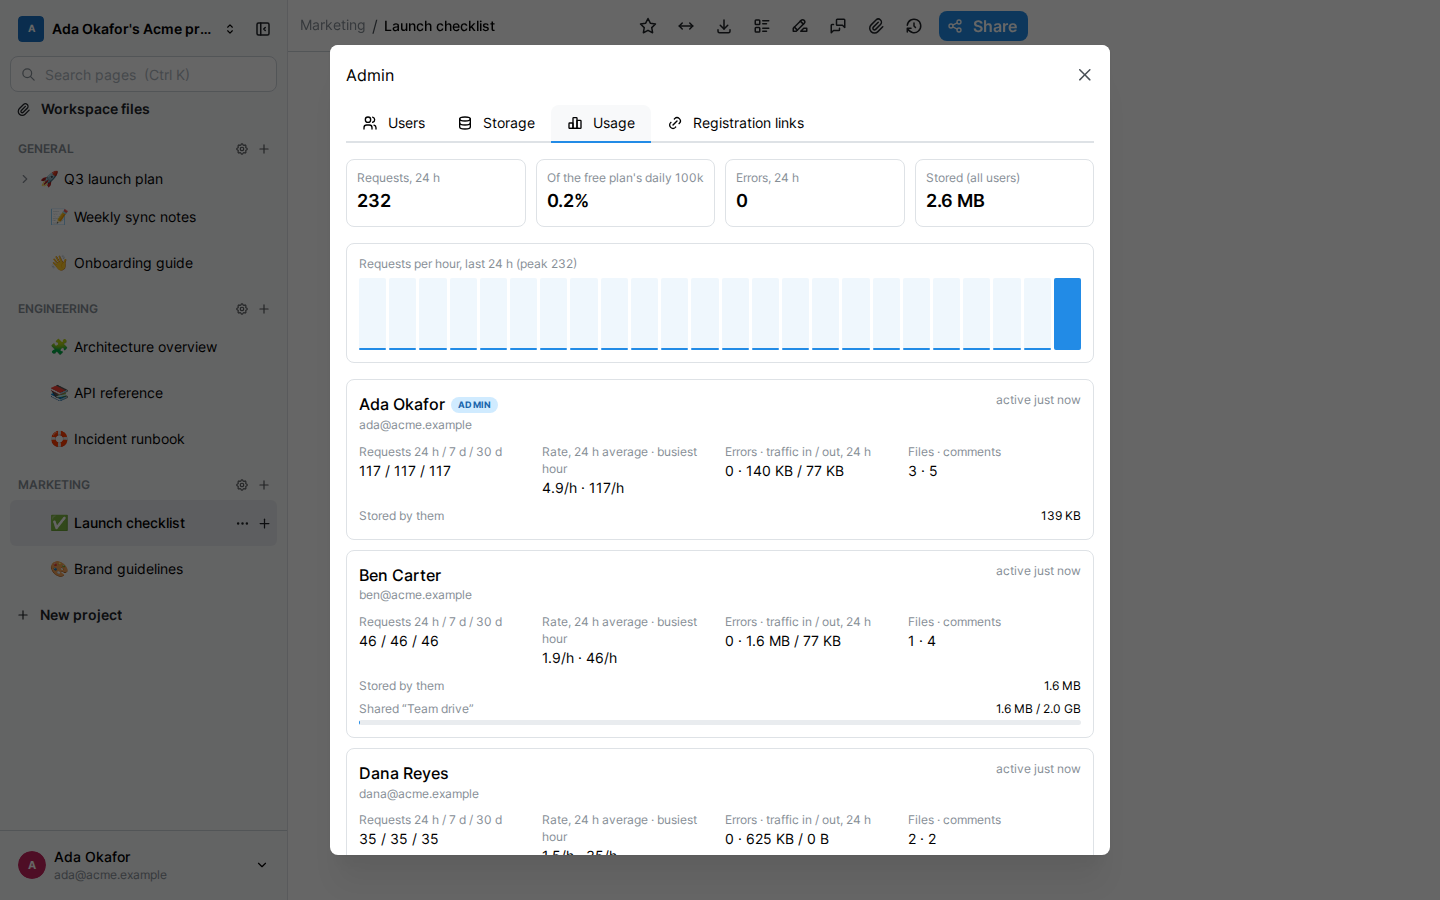 A
Ada Okafor's Acme pr...
Search pages (Ctrl K)
Workspace files
GENERAL
Q3 launch plan
Weekly sync notes
Onboarding guide
ENGINEERING
Architecture overview
API reference
Incident runbook
MARKETING
Launch checklist
Brand guidelines
New project
A
Ada Okafor
ada@acme.example
Marketing / Launch checklist
Share
Admin
Users
Storage
Usage
Registration links
Requests, 24 h
232
Of the free plan's daily 100k
0.2%
Errors, 24 h
0
Stored (all users)
2.6 MB
Requests per hour, last 24 h (peak 232)
Ada Okafor ADMIN
active just now
ada@acme.example
Requests 24 h / 7 d / 30 d
117 / 117 / 117
Rate, 24 h average · busiest
hour
4.9/h · 117/h
Errors · traffic in / out, 24 h
0 · 140 KB / 77 KB
Files · comments
3 · 5
Stored by them
139 KB
Ben Carter
active just now
ben@acme.example
Requests 24 h / 7 d / 30 d
46 / 46 / 46
Rate, 24 h average · busiest
hour
1.9/h · 46/h
Errors · traffic in / out, 24 h
0 · 1.6 MB / 77 KB
Files · comments
1 · 4
Stored by them
1.6 MB
Shared “Team drive”
1.6 MB / 2.0 GB
Dana Reyes
active just now
dana@acme.example
Requests 24 h / 7 d / 30 d
35 / 35 / 35
Rate, 24 h average · busiest
hour
Errors · traffic in / out, 24 h
0 · 625 KB / 0 B
Files · comments
2 · 2